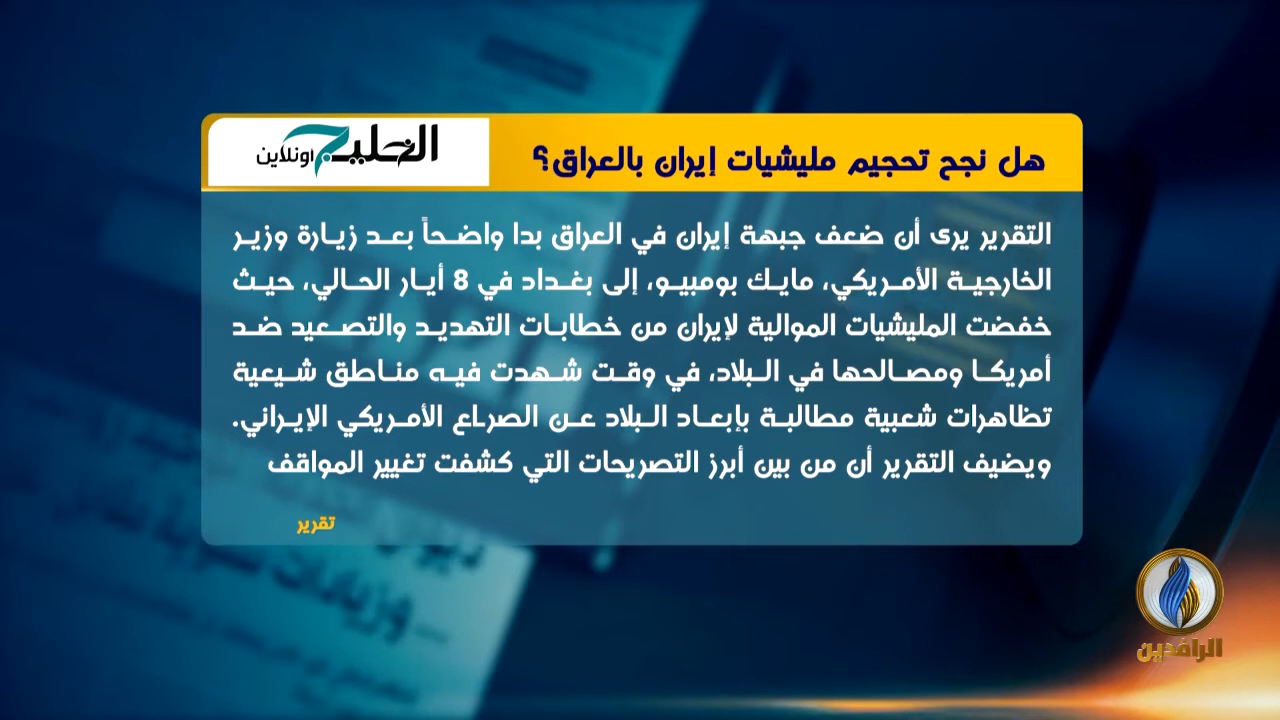 هل نجح تحجيم مليشيات إيران بالعراق؟
الخليج اونلاين
التقرير يرى أن ضعف جبهة إيران في العراق بدا واضحاً بعد زيارة وزير
الخارجية الأمريكي، مايك بومبيو، إلى بغداد في 8 أيار الحالي، حيث
خفضت المليشيات الموالية لإيران من خطابات التهديد والتصعيد ضد
أمريكا ومصالحها في البلاد، في وقت شهدت فيه مناطق شيعية
تظاهرات شعبية مطالبة بإبعاد البلاد عن الصراع الأمريكي الإيراني.
ويضيف التقرير أن من بين أبرز التصريحات التي كشفت تغيير المواقف
تقرير
وزيادات
الرافدين